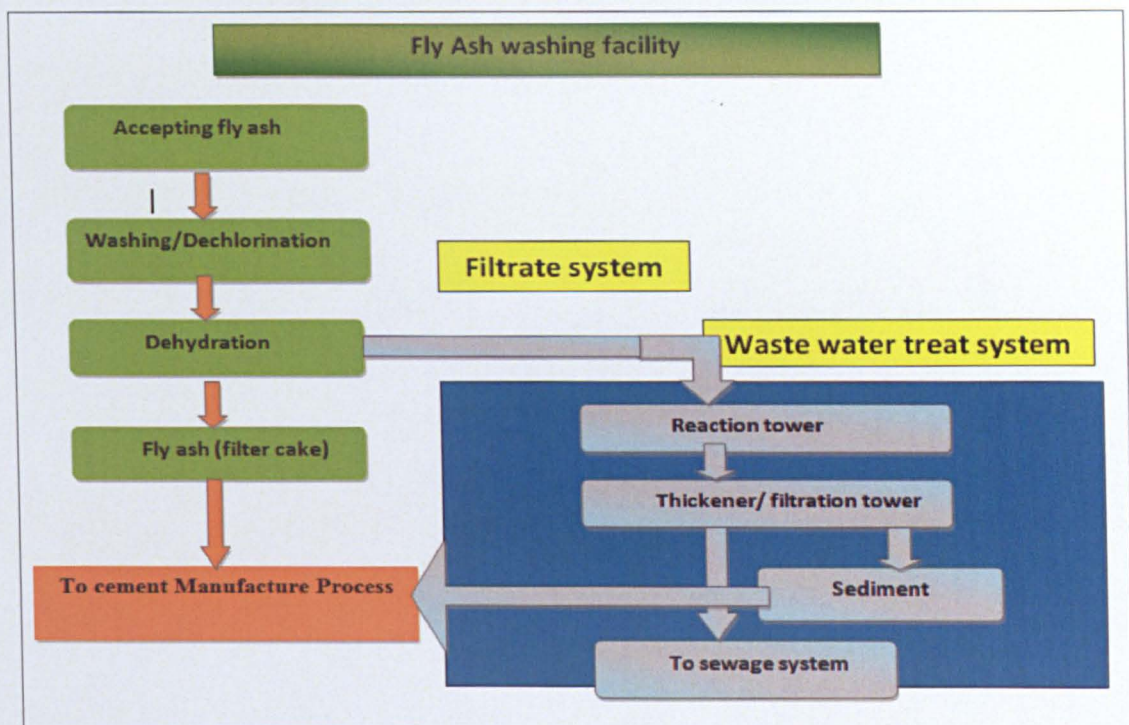 Fly Ash washing facility
Accepting fly ash
Washing/Dechlorination
Dehydration
Fly ash (filter cake)
To cement Manufacture Process
Filtrate system
Waste water treat system
Reaction tower
Thickener/ filtration tower
Sediment
To sewage system